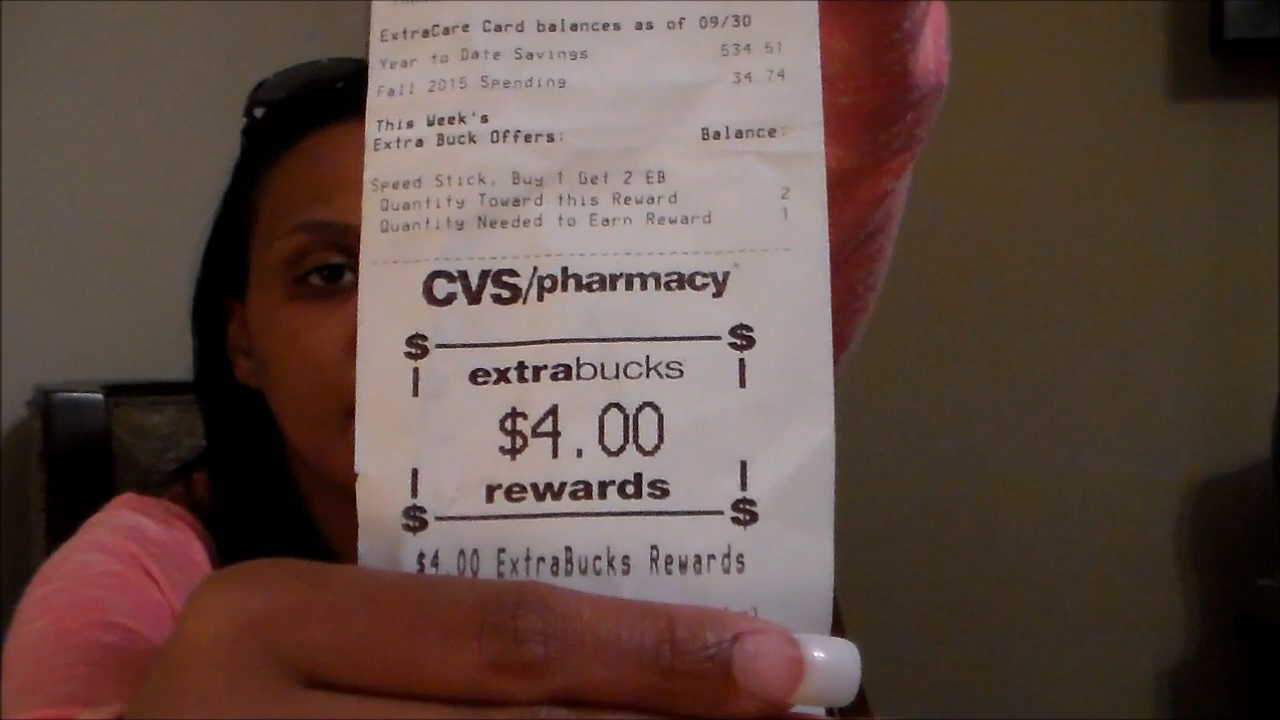 ExtraCare Card balances as of 09/30
Year to Date Savings 534 51
Fall 2015 Spending 34 74
This Week's
Extra Buck Offers: Balance:
Speed Stick, Buy 1 Get 2 EB
Quantity Toward this Reward 2
Quantity Needed to Earn Reward 1
CVS/pharmacy
$ $
extrabucks
$4.00
rewards
$ $
$4.00 ExtraBucks Rewards